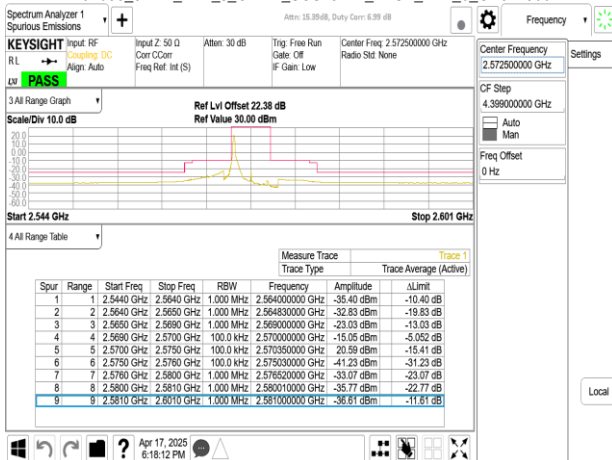 Spectrum Analyzer 1
Spurious Emissions
Attn: 15.39dB, Duty Corr: 6.99 dB
Frequency
KEYSIGHT
RL
PASS
Input: RF
Coupling: DC
Align: Auto
Input Z: 50 Ω
Corr CCorr
Freq Ref: Int (S)
Atten: 30 dB
Trig: Free Run
Gate: Off
IF Gain: Low
Center Freq: 2.572500000 GHz
Radio Std: None
Center Frequency
2.572500000 GHz
Settings
CF Step
4.399000000 GHz
Auto
Man
Freq Offset
0 Hz
Local
3 All Range Graph
Scale/Div 10.0 dB
Ref Lvl Offset 22.38 dB
Ref Value 30.00 dBm
20.0
10.0
0.00
-10.0
-20.0
-30.0
-40.0
-50.0
-60.0
Start 2.544 GHz
Stop 2.601 GHz
4 All Range Table
Measure Trace Trace 1
Trace Type Trace Average (Active)
Spur Range Start Freq Stop Freq RBW Frequency Amplitude ΔLimit
1 1 2.5440 GHz 2.5640 GHz 1.000 MHz 2.564000000 GHz -35.40 dBm -10.40 dB
2 2 2.5640 GHz 2.5650 GHz 1.000 MHz 2.564830000 GHz -32.83 dBm -19.83 dB
3 3 2.5650 GHz 2.5690 GHz 1.000 MHz 2.569000000 GHz -23.03 dBm -13.03 dB
4 4 2.5690 GHz 2.5700 GHz 100.0 kHz 2.570000000 GHz -15.05 dBm -5.052 dB
5 5 2.5700 GHz 2.5750 GHz 100.0 kHz 2.570350000 GHz 20.59 dBm -15.41 dB
6 6 2.5750 GHz 2.5760 GHz 100.0 kHz 2.575030000 GHz -41.23 dBm -31.23 dB
7 7 2.5760 GHz 2.5800 GHz 1.000 MHz 2.576520000 GHz -33.07 dBm -23.07 dB
8 8 2.5800 GHz 2.5810 GHz 1.000 MHz 2.580010000 GHz -35.77 dBm -22.77 dB
9 9 2.5810 GHz 2.6010 GHz 1.000 MHz 2.581000000 GHz -36.61 dBm -11.61 dB
?
Apr 17, 2025
6:18:12 PM